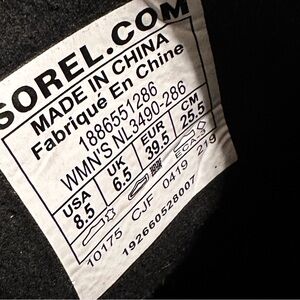 SOREL.COM
MADE IN CHINA
Fabriqué En Chine
1886551286
WMN'S NL3490-286
USA UK EUR CM
8.5 6.5 39.5 25.5
10175 CJF 0419 219
192660528007